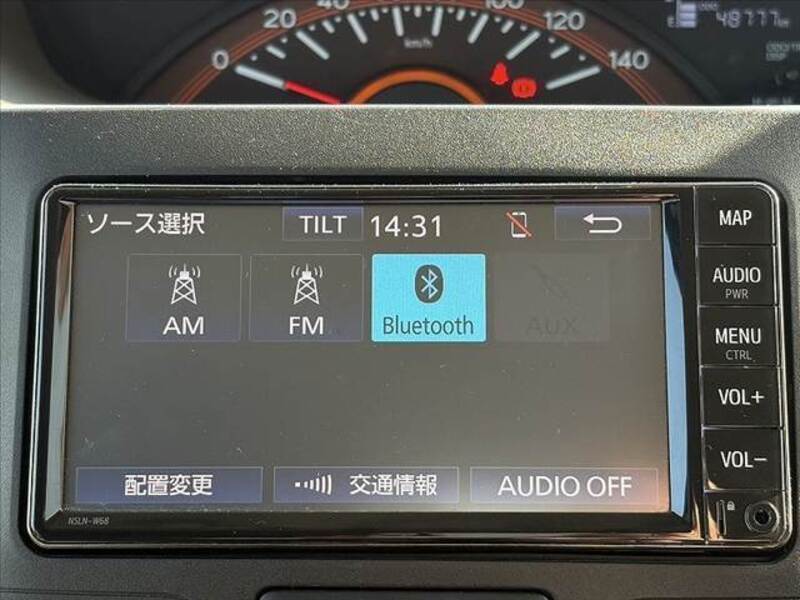 0 20 40 100 120 140
km/h
E 48777km
ソース選択 TILT 14:31
AM FM Bluetooth AUX
配置変更 交通情報 AUDIO OFF
NSLN-W68
MAP
AUDIO
PWR
MENU
CTRL
VOL+
VOL−